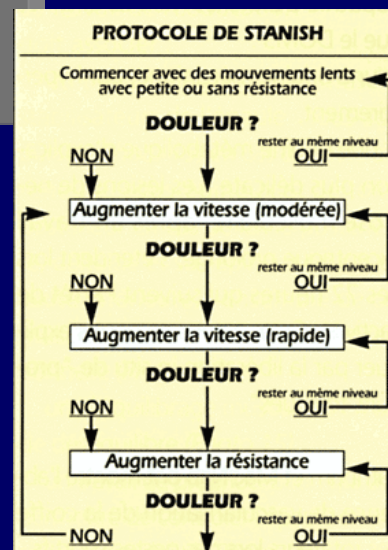 PROTOCOLE DE STANISH
Commencer avec des mouvements lents
avec petite ou sans résistance
DOULEUR ?
rester au même niveau
NON
OUI
Augmenter la vitesse (modérée)
DOULEUR ?
rester au même niveau
NON
OUI
Augmenter la vitesse (rapide)
DOULEUR ?
rester au même niveau
NON
OUI
Augmenter la résistance
DOULEUR ?
rester au même niveau
NON
OUI